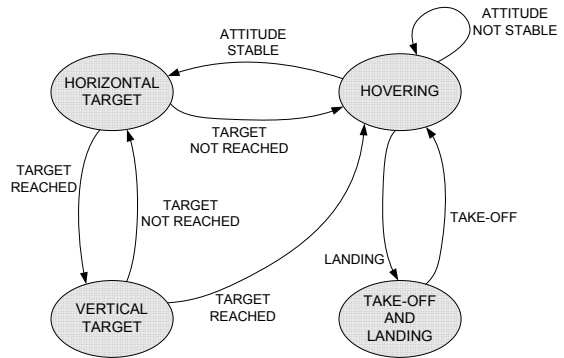 ATTITUDE
NOT STABLE
ATTITUDE
STABLE
HORIZONTAL
TARGET
HOVERING
TARGET
NOT REACHED
TARGET
REACHED
TARGET
NOT REACHED
TAKE-OFF
LANDING
VERTICAL
TARGET
TARGET
REACHED
TAKE-OFF
AND
LANDING